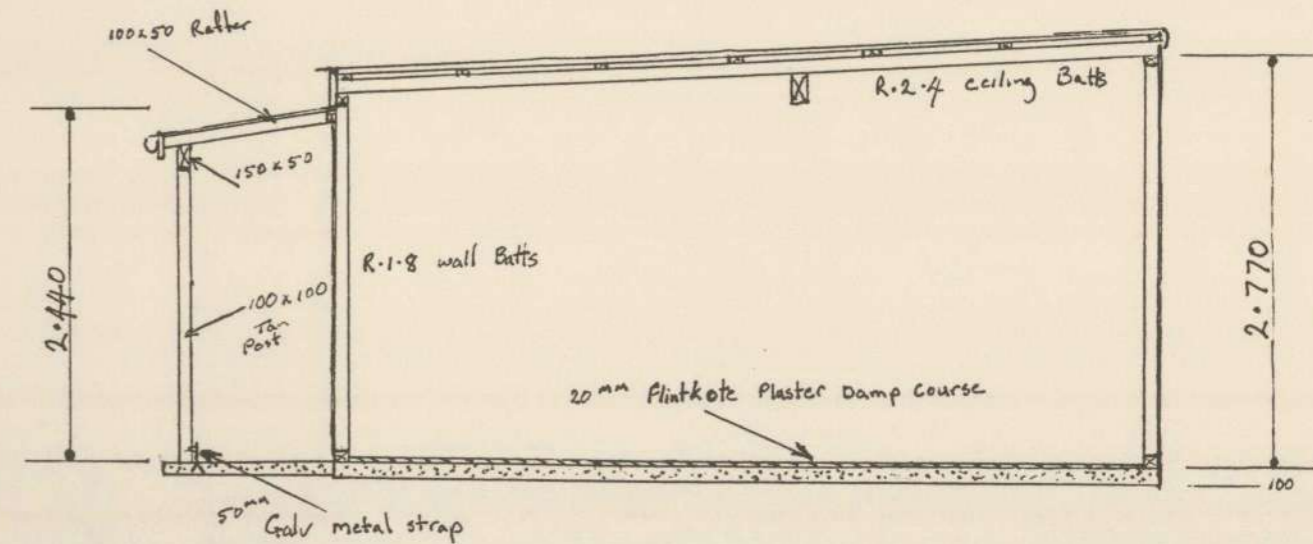 100x50 Rafter
R.2.4 ceiling Batts
150x50
2.440
R.1.8 wall Batts
2.770
100x100
Tan
Post
20mm Flintkote Plaster Damp Course
100
50mm
Galv metal strap